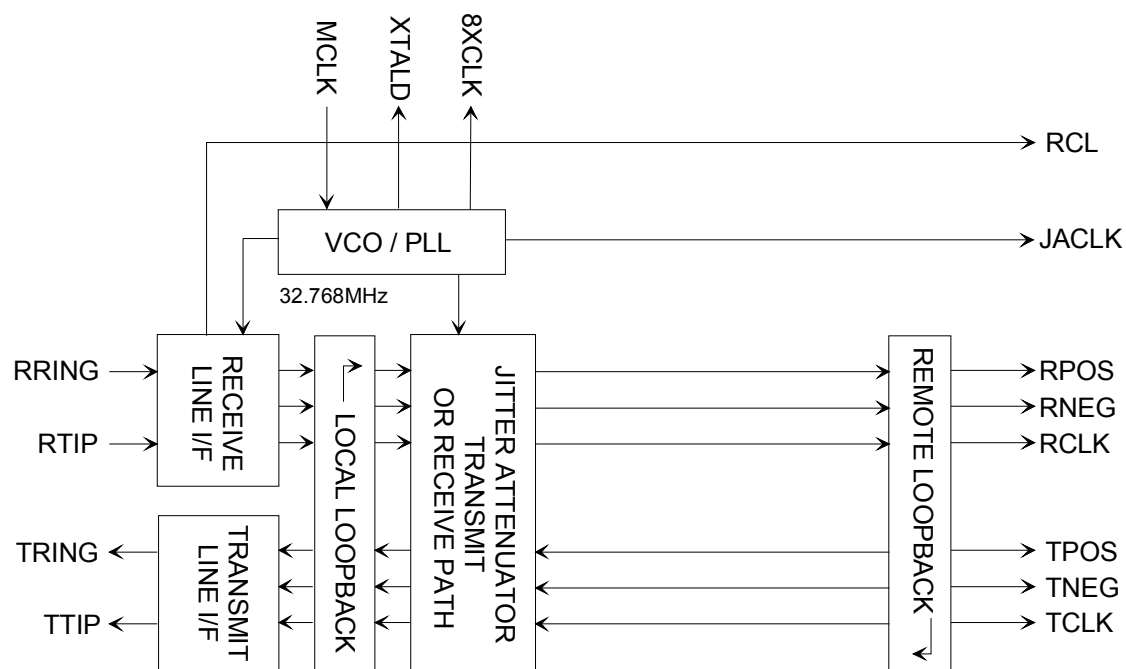 MCLK
XTALD
8XCLK
RCL
VCO / PLL
JACLK
32.768MHz
RRING
RTIP
RECEIVE
LINE I/F
LOCAL LOOPBACK
JITTER ATTENUATOR
TRANSMIT
OR RECEIVE PATH
REMOTE LOOPBACK
RPOS
RNEG
RCLK
TRING
TTIP
TRANSMIT
LINE I/F
TPOS
TNEG
TCLK